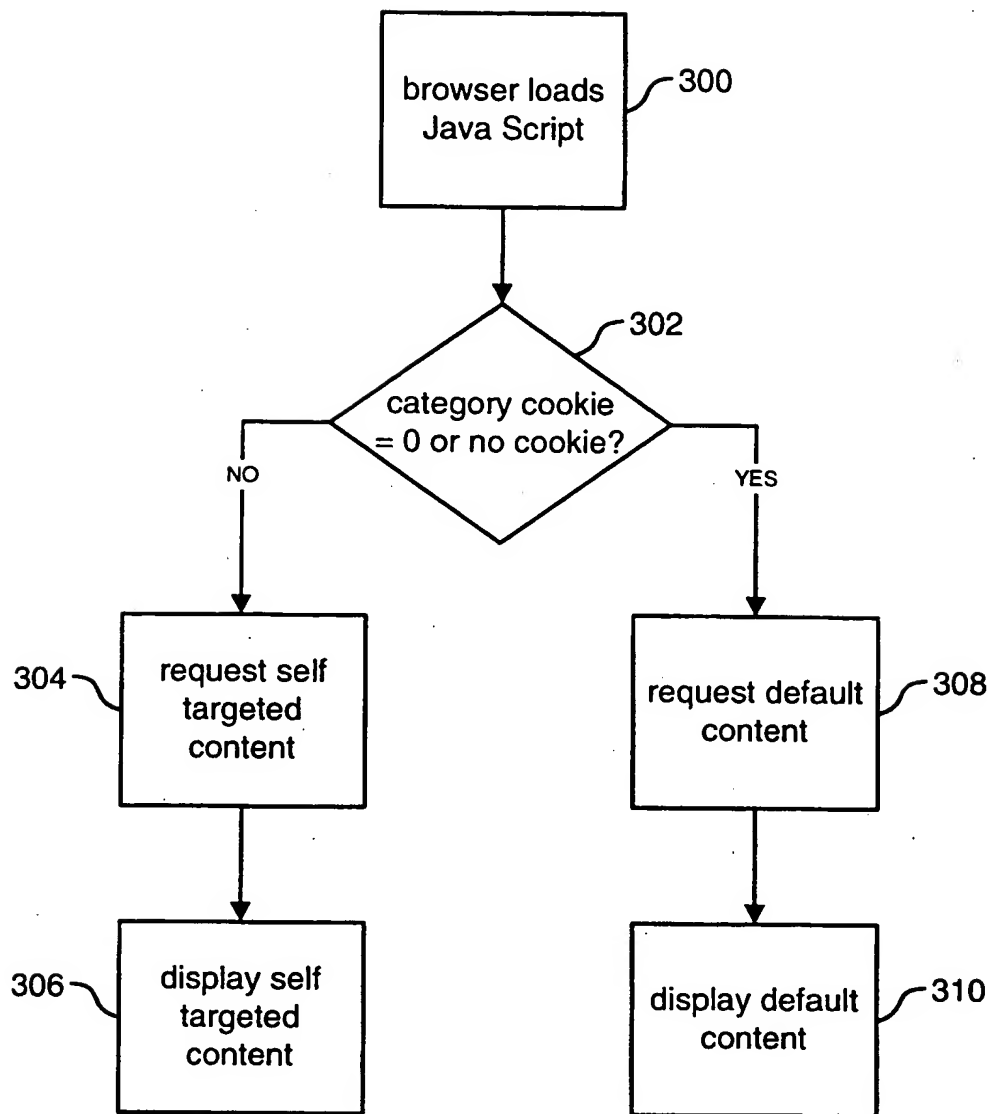 browser loads
Java Script
300
302
category cookie
= 0 or no cookie?
NO
YES
304
request self
targeted
content
request default
content
308
306
display self
targeted
content
display default
content
310